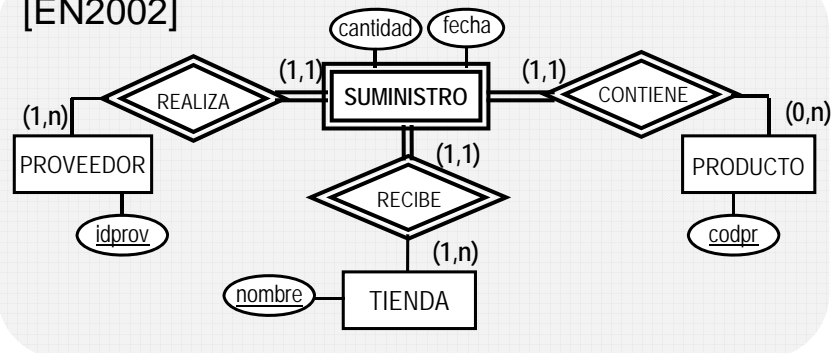 [EN2002]
cantidad
fecha
(1,1)
(1,1)
REALIZA
SUMINISTRO
CONTIENE
(1,n)
(0,n)
PROVEEDOR
(1,1)
PRODUCTO
RECIBE
idprov
codpr
(1,n)
nombre
TIENDA